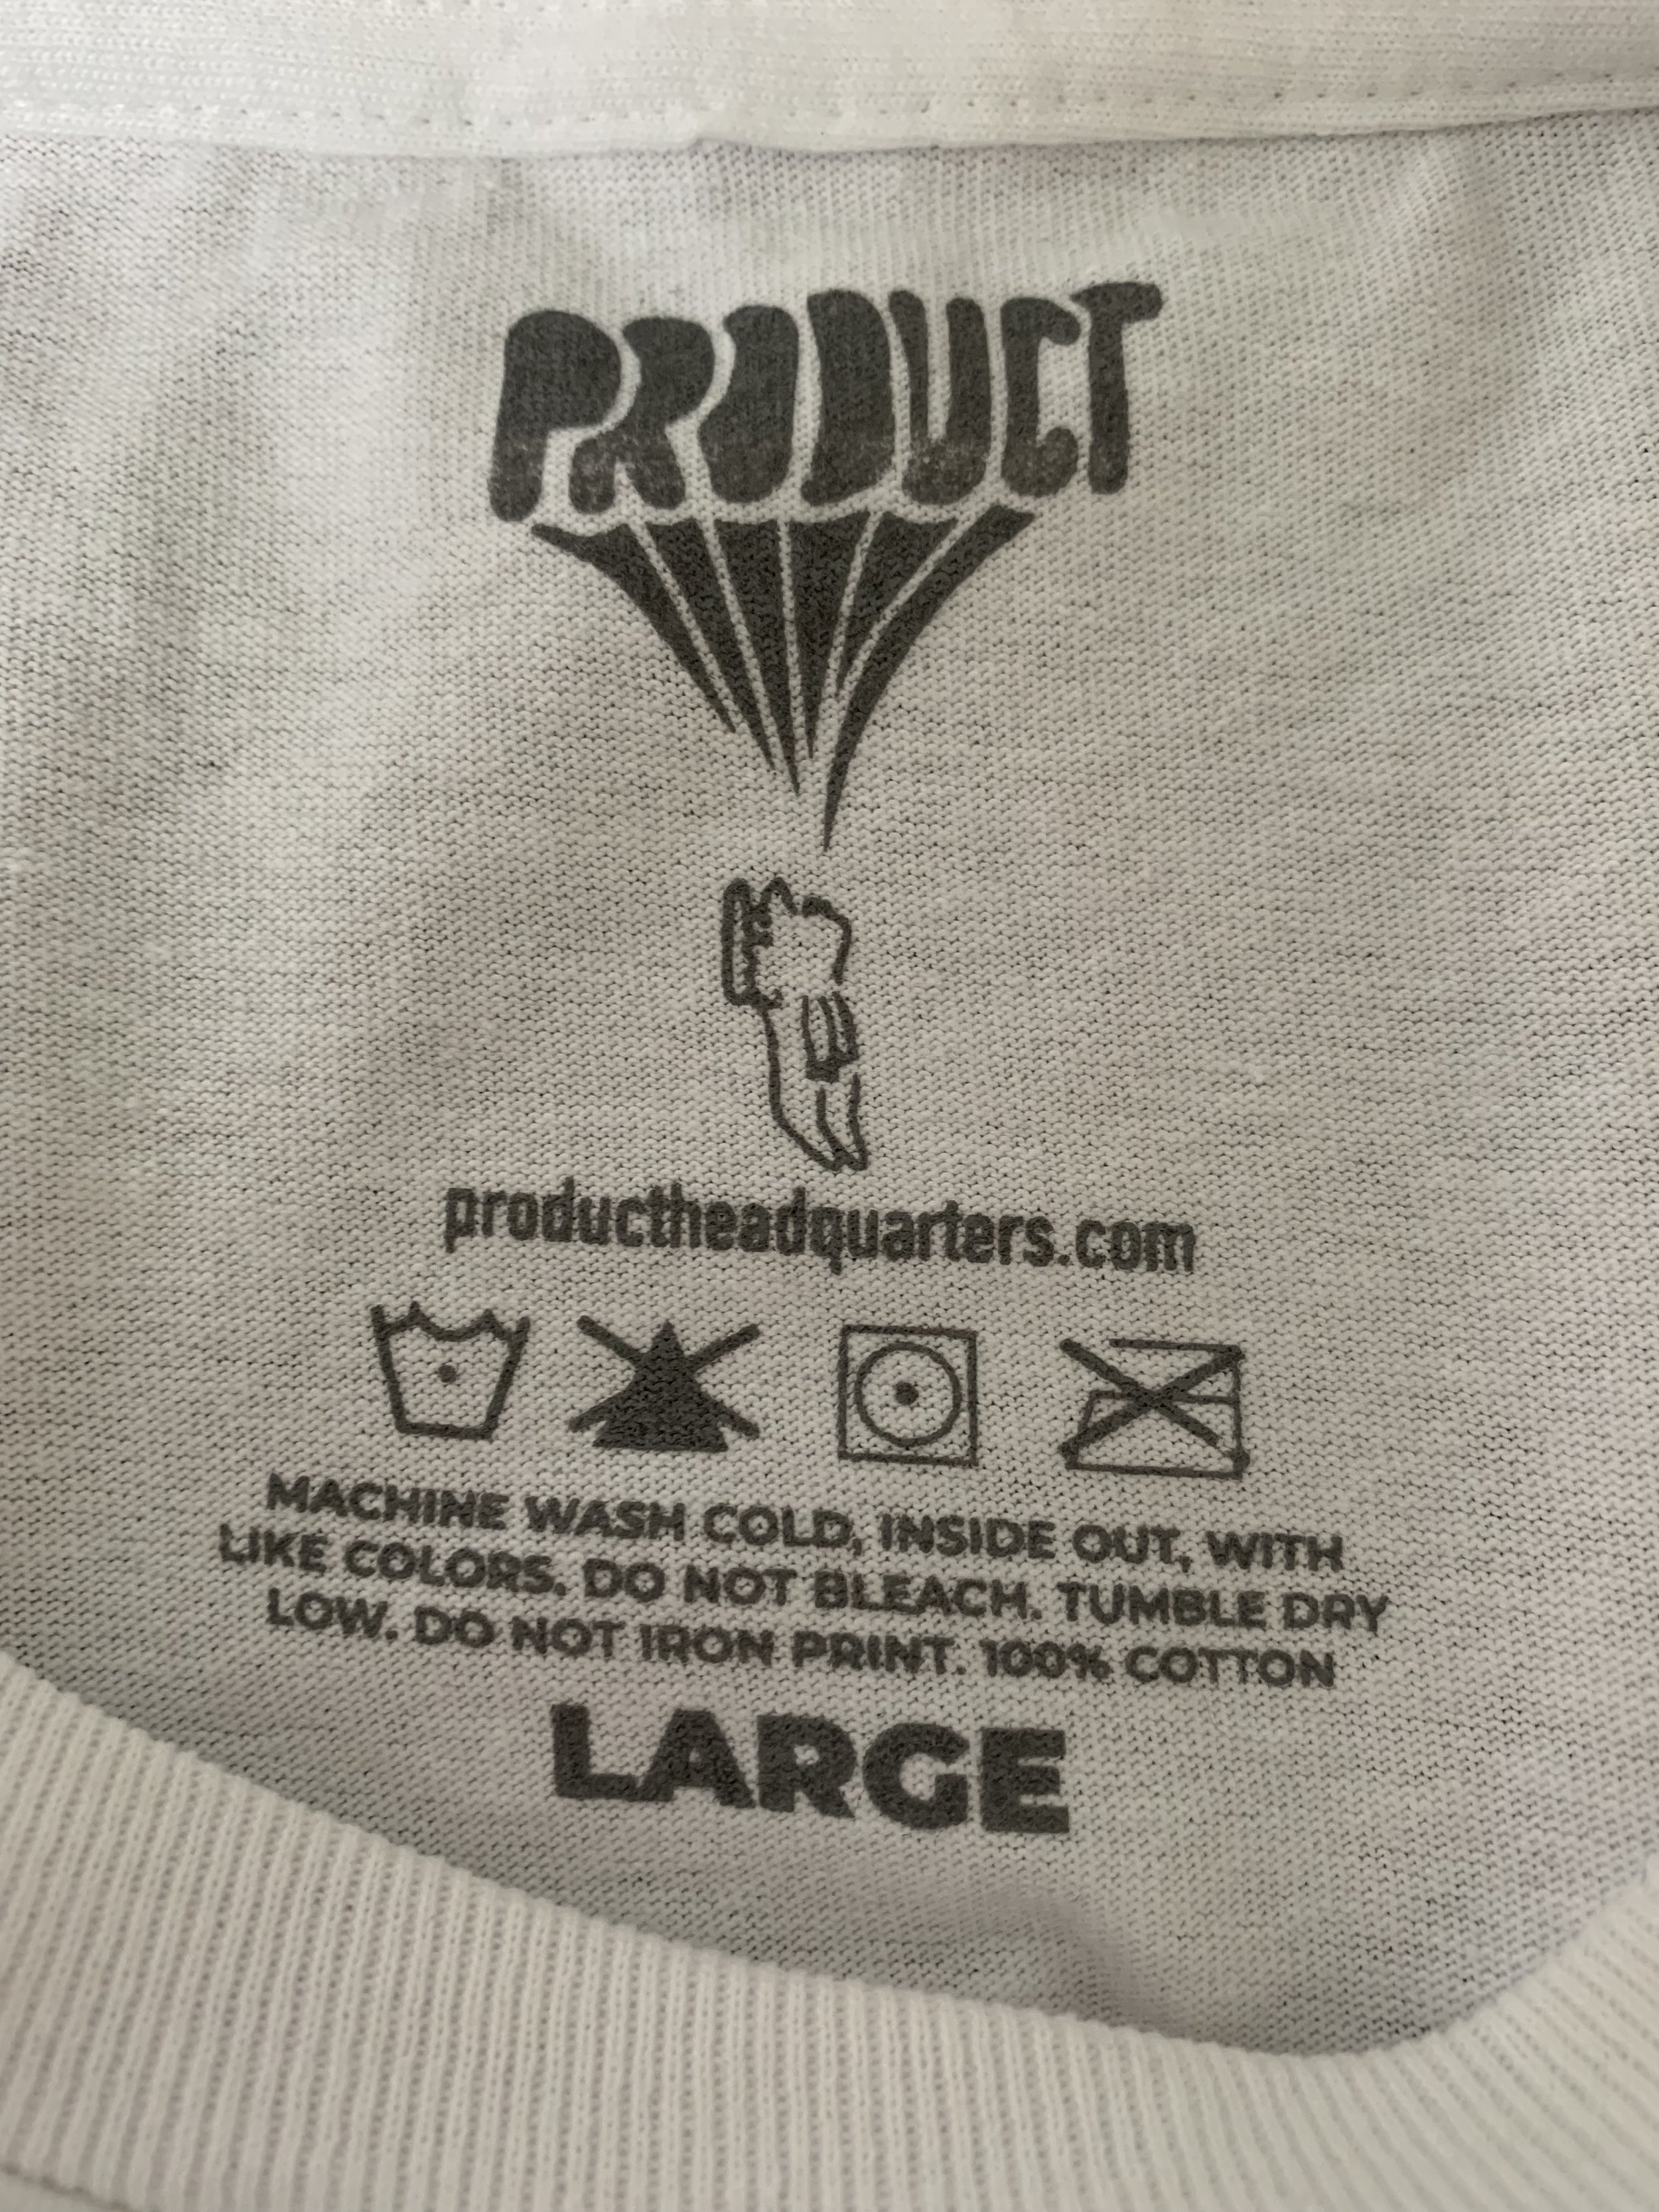 PRODUCT
productheadquarters.com
MACHINE WASH COLD, INSIDE OUT, WITH
LIKE COLORS. DO NOT BLEACH. TUMBLE DRY
LOW. DO NOT IRON PRINT. 100% COTTON
LARGE